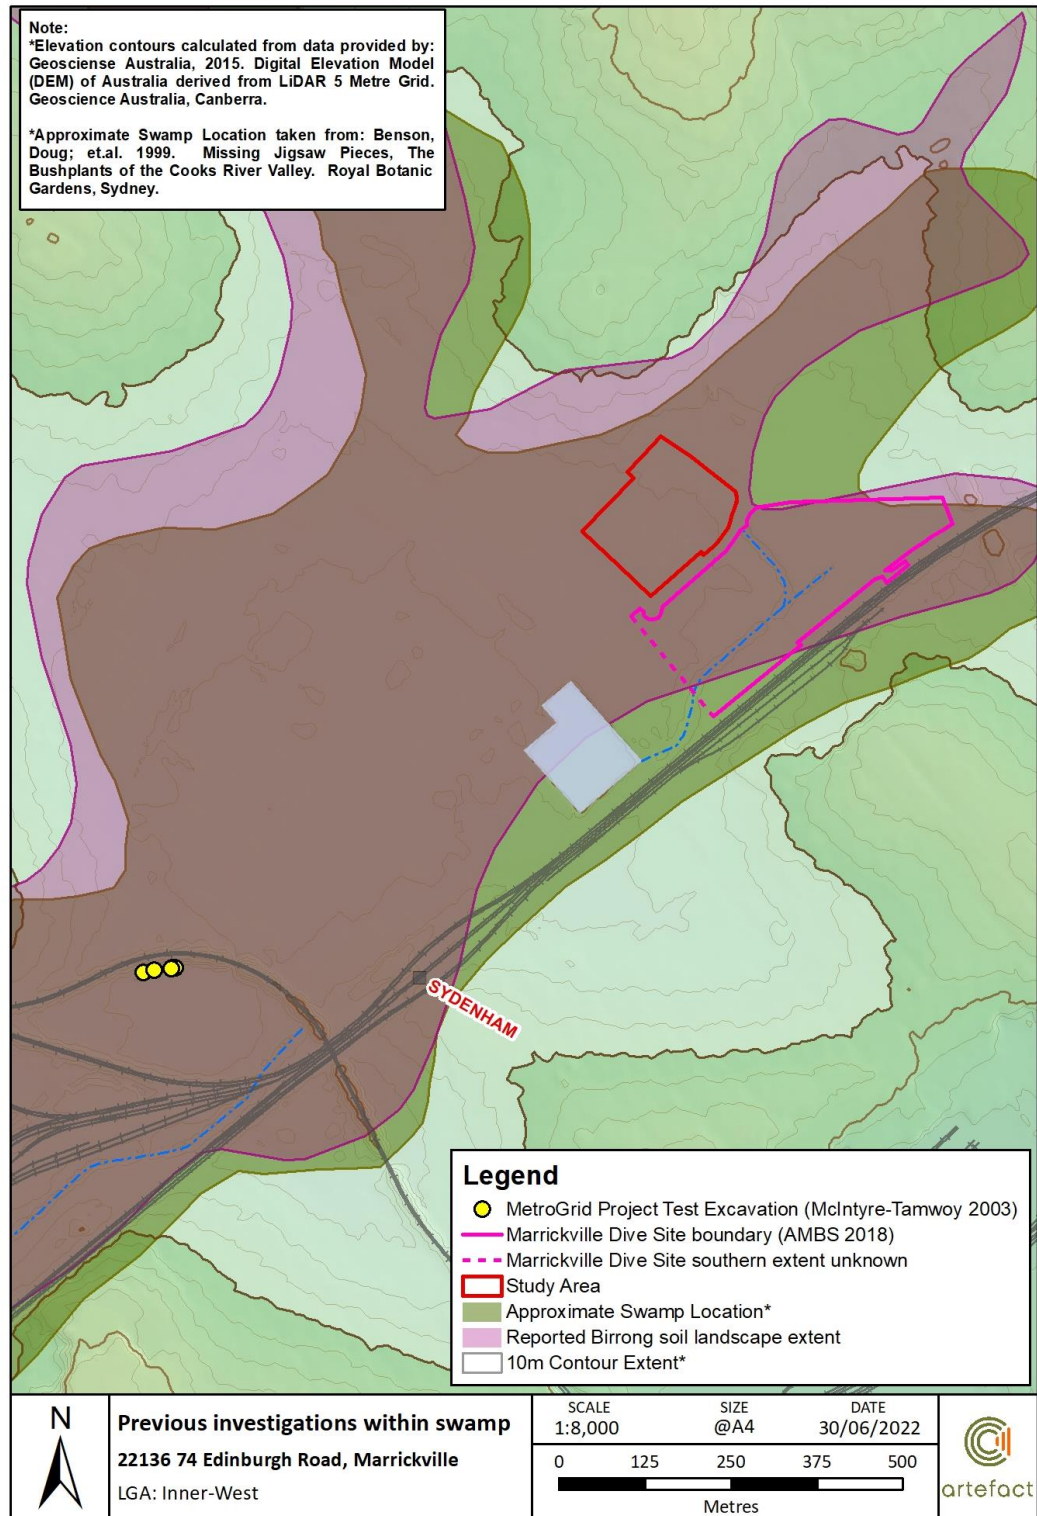 Note:
*Elevation contours calculated from data provided by:
Geosciense Australia, 2015. Digital Elevation Model
(DEM) of Australia derived from LiDAR 5 Metre Grid.
Geoscience Australia, Canberra.
*Approximate Swamp Location taken from: Benson,
Doug; et.al. 1999. Missing Jigsaw Pieces, The
Bushplants of the Cooks River Valley. Royal Botanic
Gardens, Sydney.
SYDENHAM
Legend
MetroGrid Project Test Excavation (McIntyre-Tamwoy 2003)
Marrickville Dive Site boundary (AMBS 2018)
Marrickville Dive Site southern extent unknown
Study Area
Approximate Swamp Location*
Reported Birrong soil landscape extent
10m Contour Extent*
N
Previous investigations within swamp
22136 74 Edinburgh Road, Marrickville
LGA: Inner-West
SCALE SIZE DATE
1:8,000 @A4 30/06/2022
0 125 250 375 500
Metres
artefact